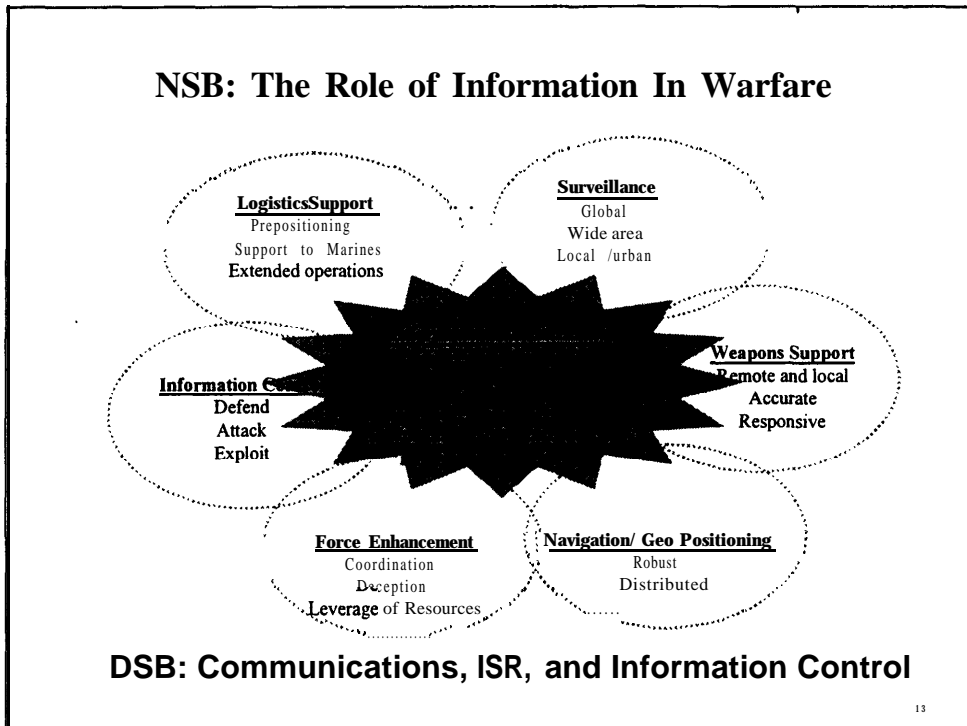 NSB: The Role of Information In Warfare
LogisticsSupport
Prepositioning
Support to Marines
Extended operations
Surveillance
Global
Wide area
Local /urban
Information
Defend
Attack
Exploit
Weapons Support
Remote and local
Accurate
Responsive
Force Enhancement
Coordination
Deception
Leverage of Resources
Navigation/ Geo Positioning
Robust
Distributed
DSB: Communications, ISR, and Information Control
13